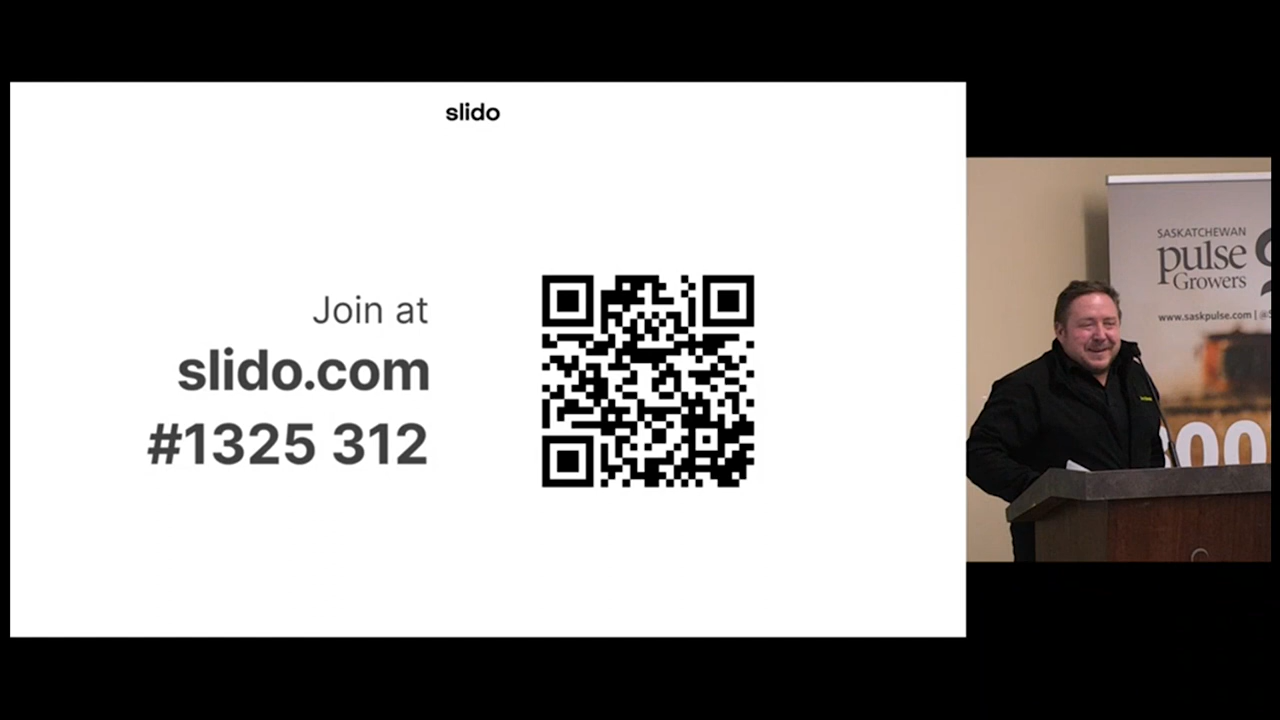 slido
Join at
slido.com
#1325 312
SASKATCHEWAN
pulse
Growers
www.saskpulse.com | @S